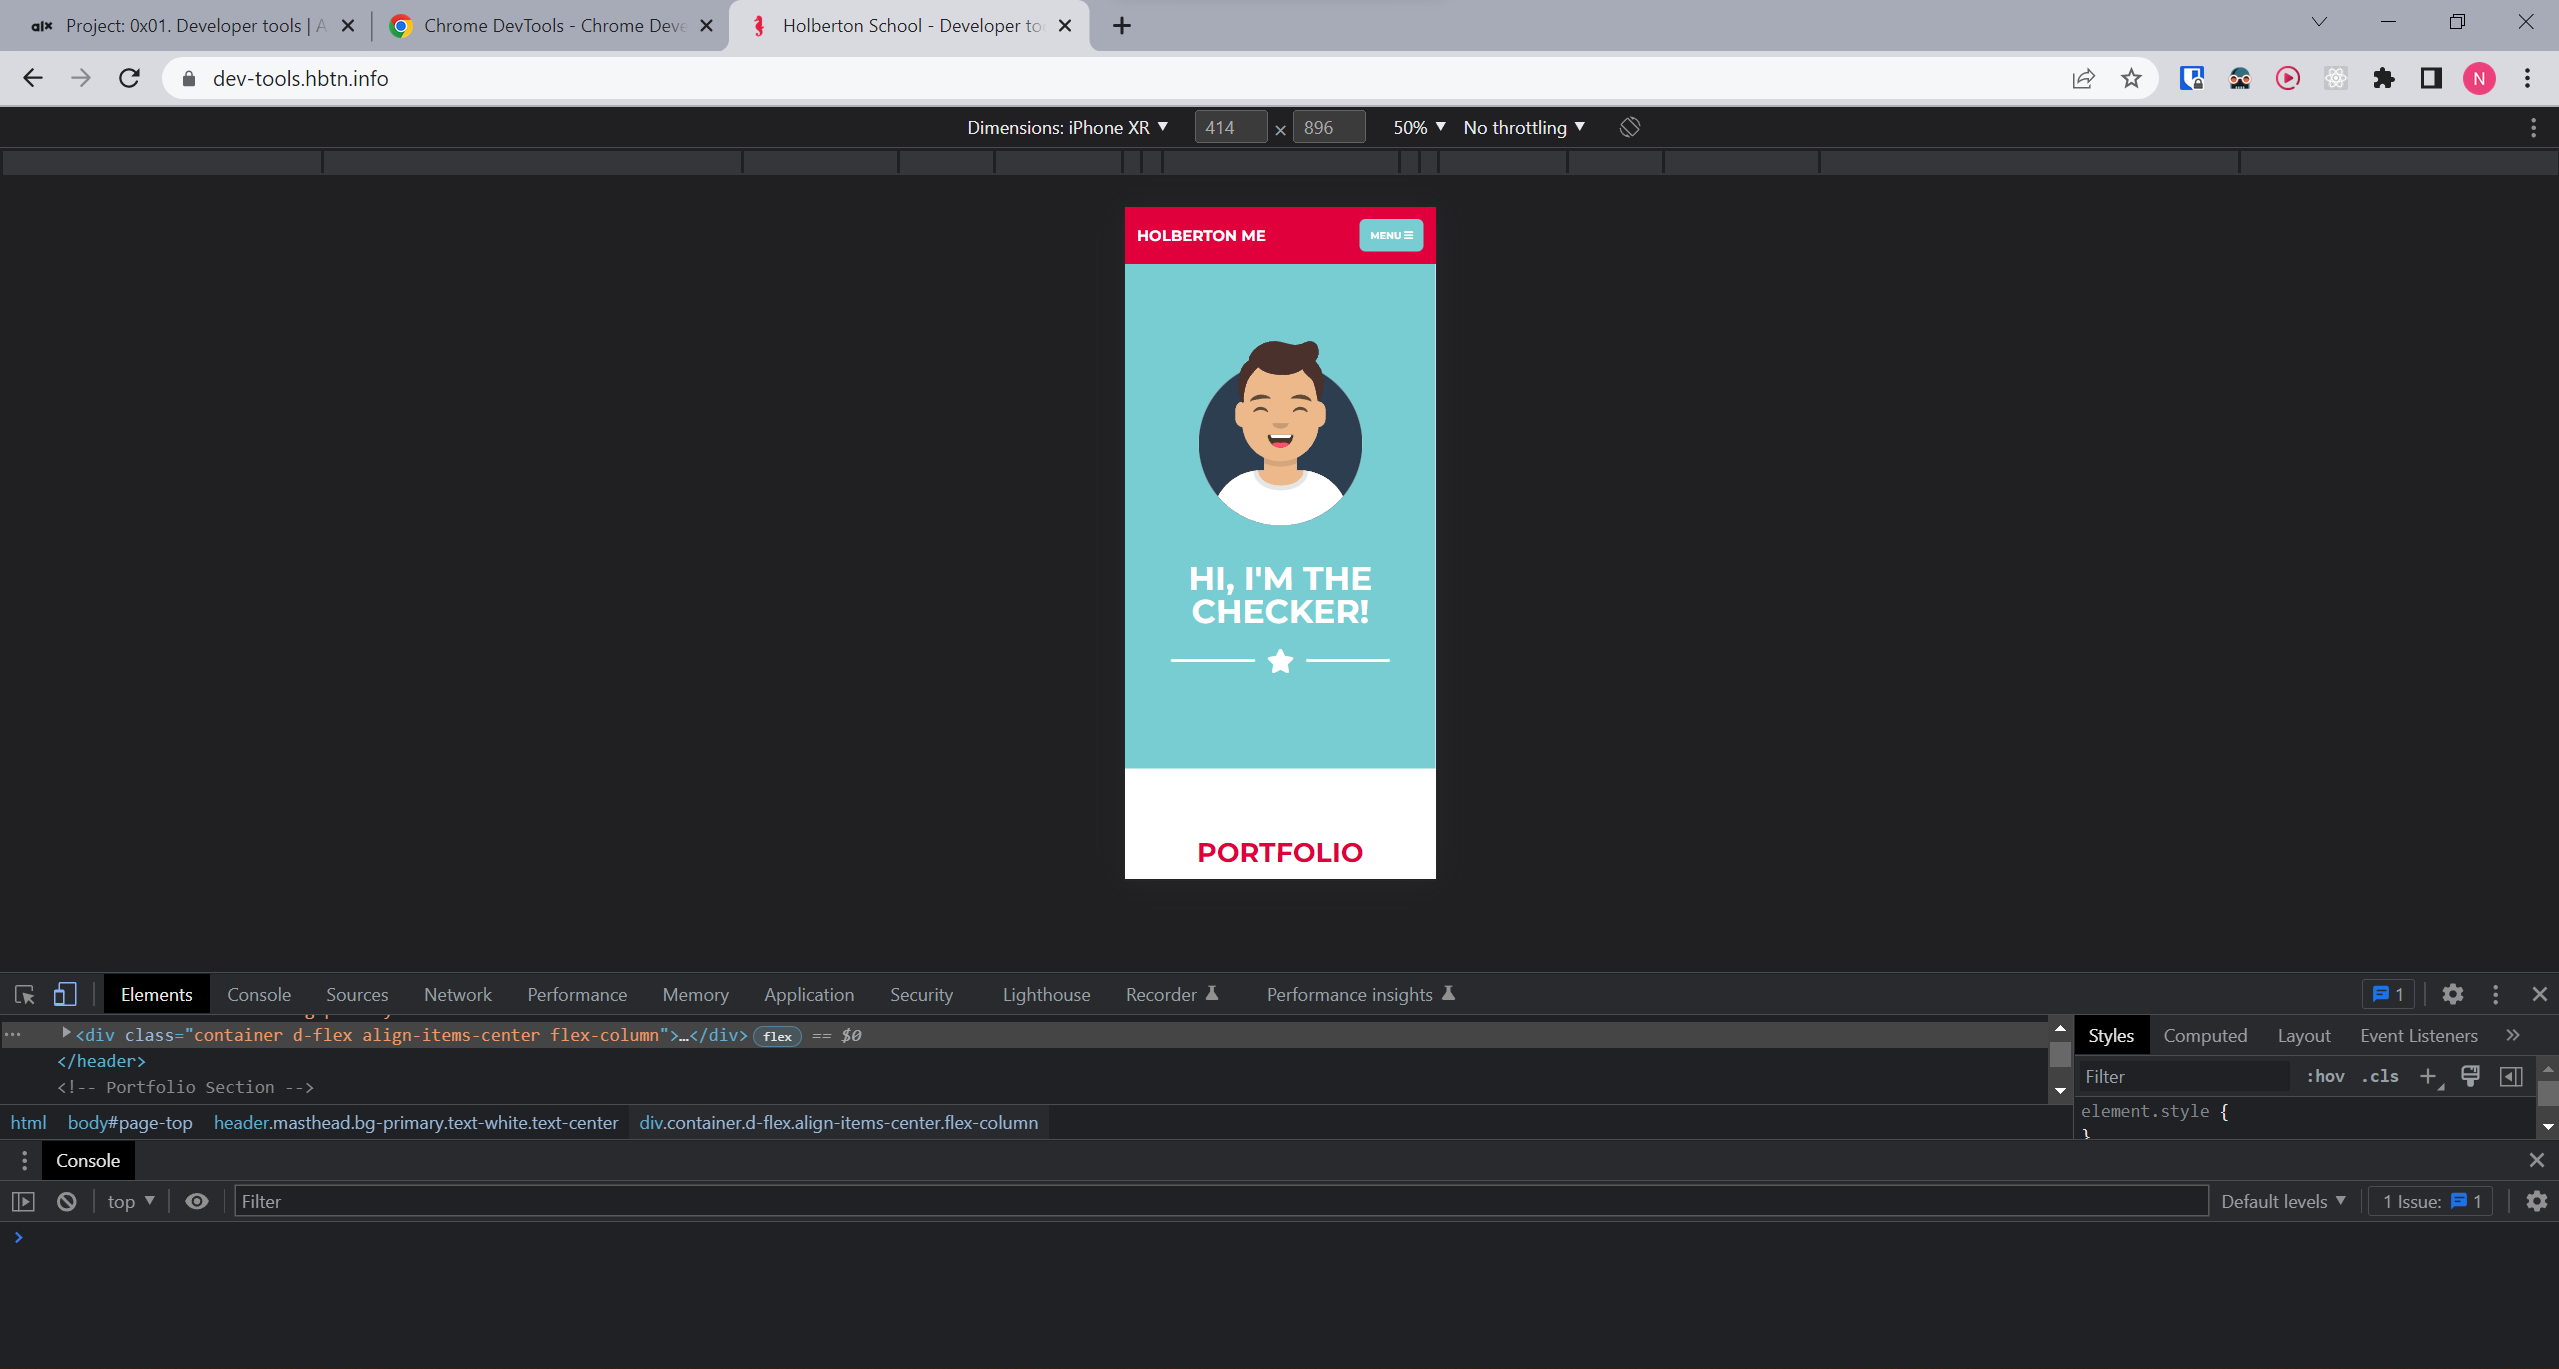 alx Project: 0x01. Developer tools | A
Chrome DevTools - Chrome Deve
Holberton School - Developer to
dev-tools.hbtn.info
N
Dimensions: iPhone XR 414 × 896 50% No throttling
HOLBERTON ME
MENU
HI, I'M THE
CHECKER!
PORTFOLIO
Elements Console Sources Network Performance Memory Application Security Lighthouse Recorder Performance insights 1
<div class="container d-flex align-items-center flex-column">…</div> flex == $0
</header>
<!-- Portfolio Section -->
html body#page-top header.masthead.bg-primary.text-white.text-center div.container.d-flex.align-items-center.flex-column
Styles Computed Layout Event Listeners
Filter :hov .cls
element.style {
}
Console
top Filter Default levels 1 Issue: 1